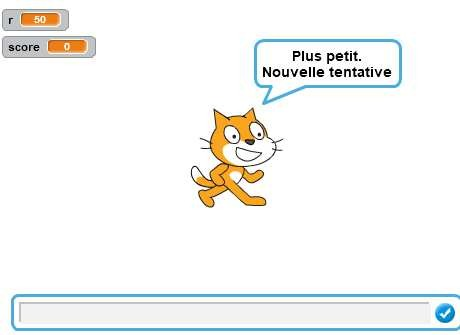 r 50
score 0
Plus petit.
Nouvelle tentative